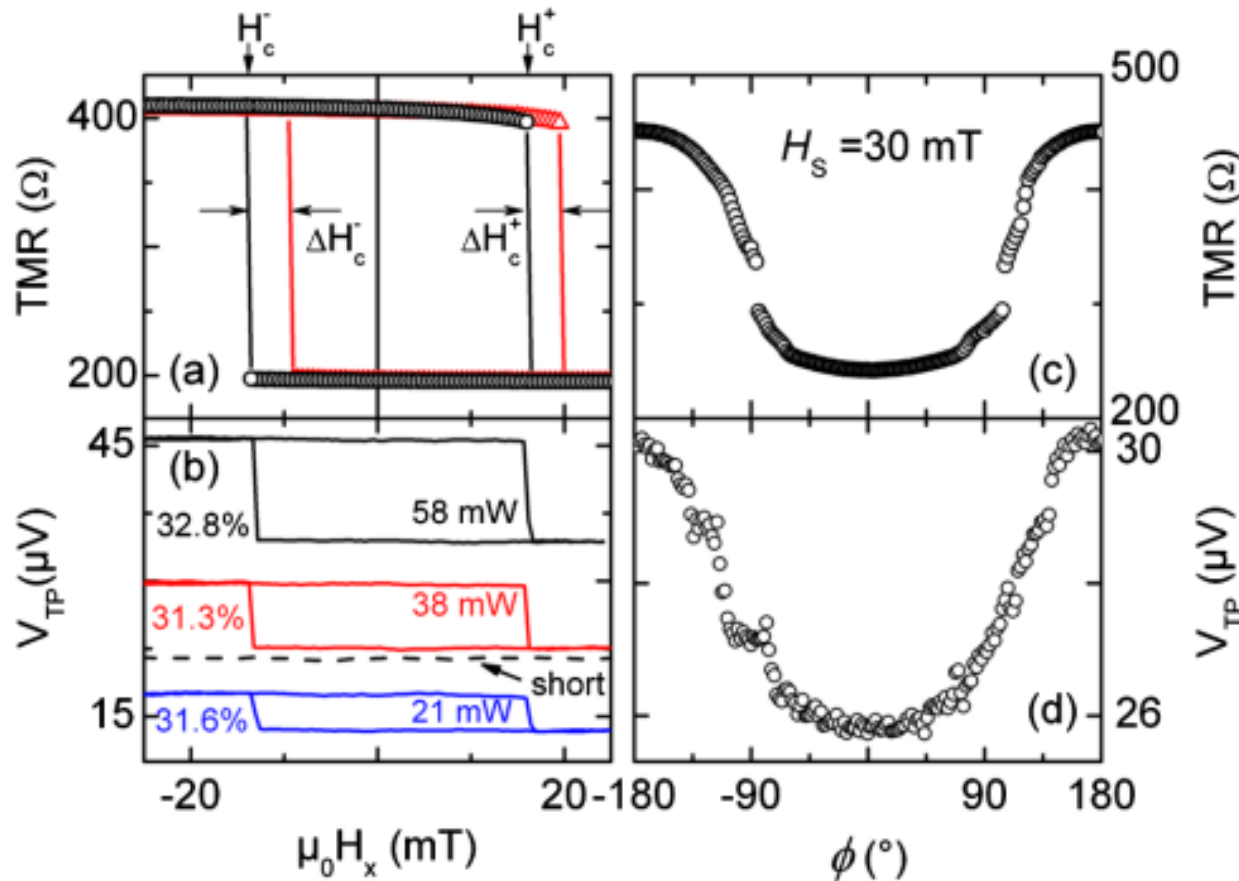 H_c^- H_c^+
400
200
TMR (Ω)
ΔH_c^- ΔH_c^+
(a)
500
200
TMR (Ω)
H_S =30 mT
(c)
45
15
V_TP(µV)
(b)
58 mW
32.8%
38 mW
31.3%
short
21 mW
31.6%
-20 20
µ₀H_x (mT)
30
26
V_TP (µV)
(d)
-180 -90 90 180
ϕ (°)